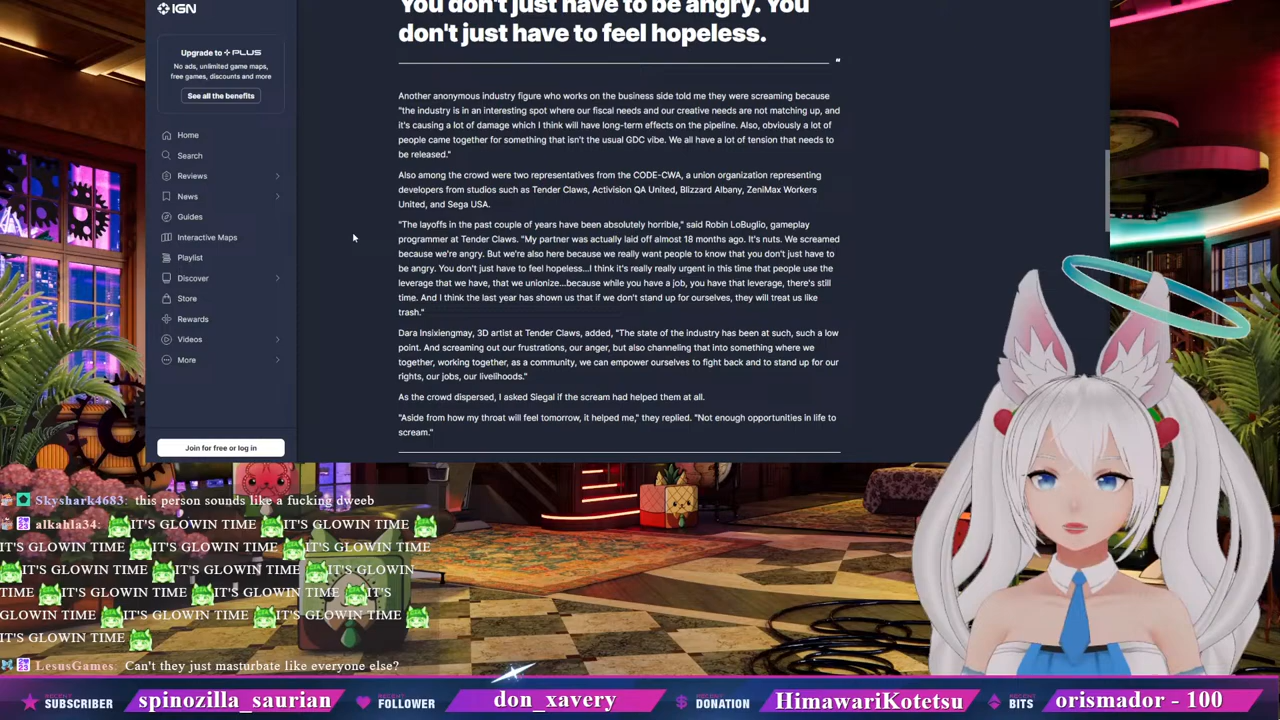 IGN
You don't just have to be angry. You
don't just have to feel hopeless.
"
Upgrade to PLUS
No ads, unlimited game maps,
free games, discounts and more
See all the benefits
Home
Search
Reviews
News
Guides
Interactive Maps
Playlist
Discover
Store
Rewards
Videos
More
Join for free or log in
Another anonymous industry figure who works on the business side told me they were screaming because
"the industry is in an interesting spot where our fiscal needs and our creative needs are not matching up, and
it's causing a lot of damage which I think will have long-term effects on the pipeline. Also, obviously a lot of
people came together for something that isn't the usual GDC vibe. We all have a lot of tension that needs to
be released."
Also among the crowd were two representatives from the CODE-CWA, a union organization representing
developers from studios such as Tender Claws, Activision QA United, Blizzard Albany, ZeniMax Workers
United, and Sega USA.
"The layoffs in the past couple of years have been absolutely horrible," said Robin LoBuglio, gameplay
programmer at Tender Claws. "My partner was actually laid off almost 18 months ago. It's nuts. We screamed
because we're angry. But we're also here because we really want people to know that you don't just have to
be angry. You don't just have to feel hopeless...I think it's really really urgent in this time that people use the
leverage that we have, that we unionize...because while you have a job, you have that leverage, there's still
time. And I think the last year has shown us that if we don't stand up for ourselves, they will treat us like
trash."
Dara Insixiengmay, 3D artist at Tender Claws, added, "The state of the industry has been at such, such a low
point. And screaming out our frustrations, our anger, but also channeling that into something where we
together, working together, as a community, we can empower ourselves to fight back and to stand up for our
rights, our jobs, our livelihoods."
As the crowd dispersed, I asked Siegal if the scream had helped them at all.
"Aside from how my throat will feel tomorrow, it helped me," they replied. "Not enough opportunities in life to
scream."
Skyshark4683: this person sounds like a fucking dweeb
alkahla34: IT'S GLOWIN TIME IT'S GLOWIN TIME
IT'S GLOWIN TIME IT'S GLOWIN TIME IT'S GLOWIN
TIME IT'S GLOWIN TIME IT'S GLOWIN
TIME IT'S GLOWIN TIME IT'S GLOWIN TIME IT'S
GLOWIN TIME IT'S GLOWIN TIME IT'S GLOWIN TIME
IT'S GLOWIN TIME
LesusGames: Can't they just masturbate like everyone else?
RECENT SUBSCRIBER spinozilla_saurian RECENT FOLLOWER don_xavery RECENT DONATION HimawariKotetsu RECENT BITS orismador - 100